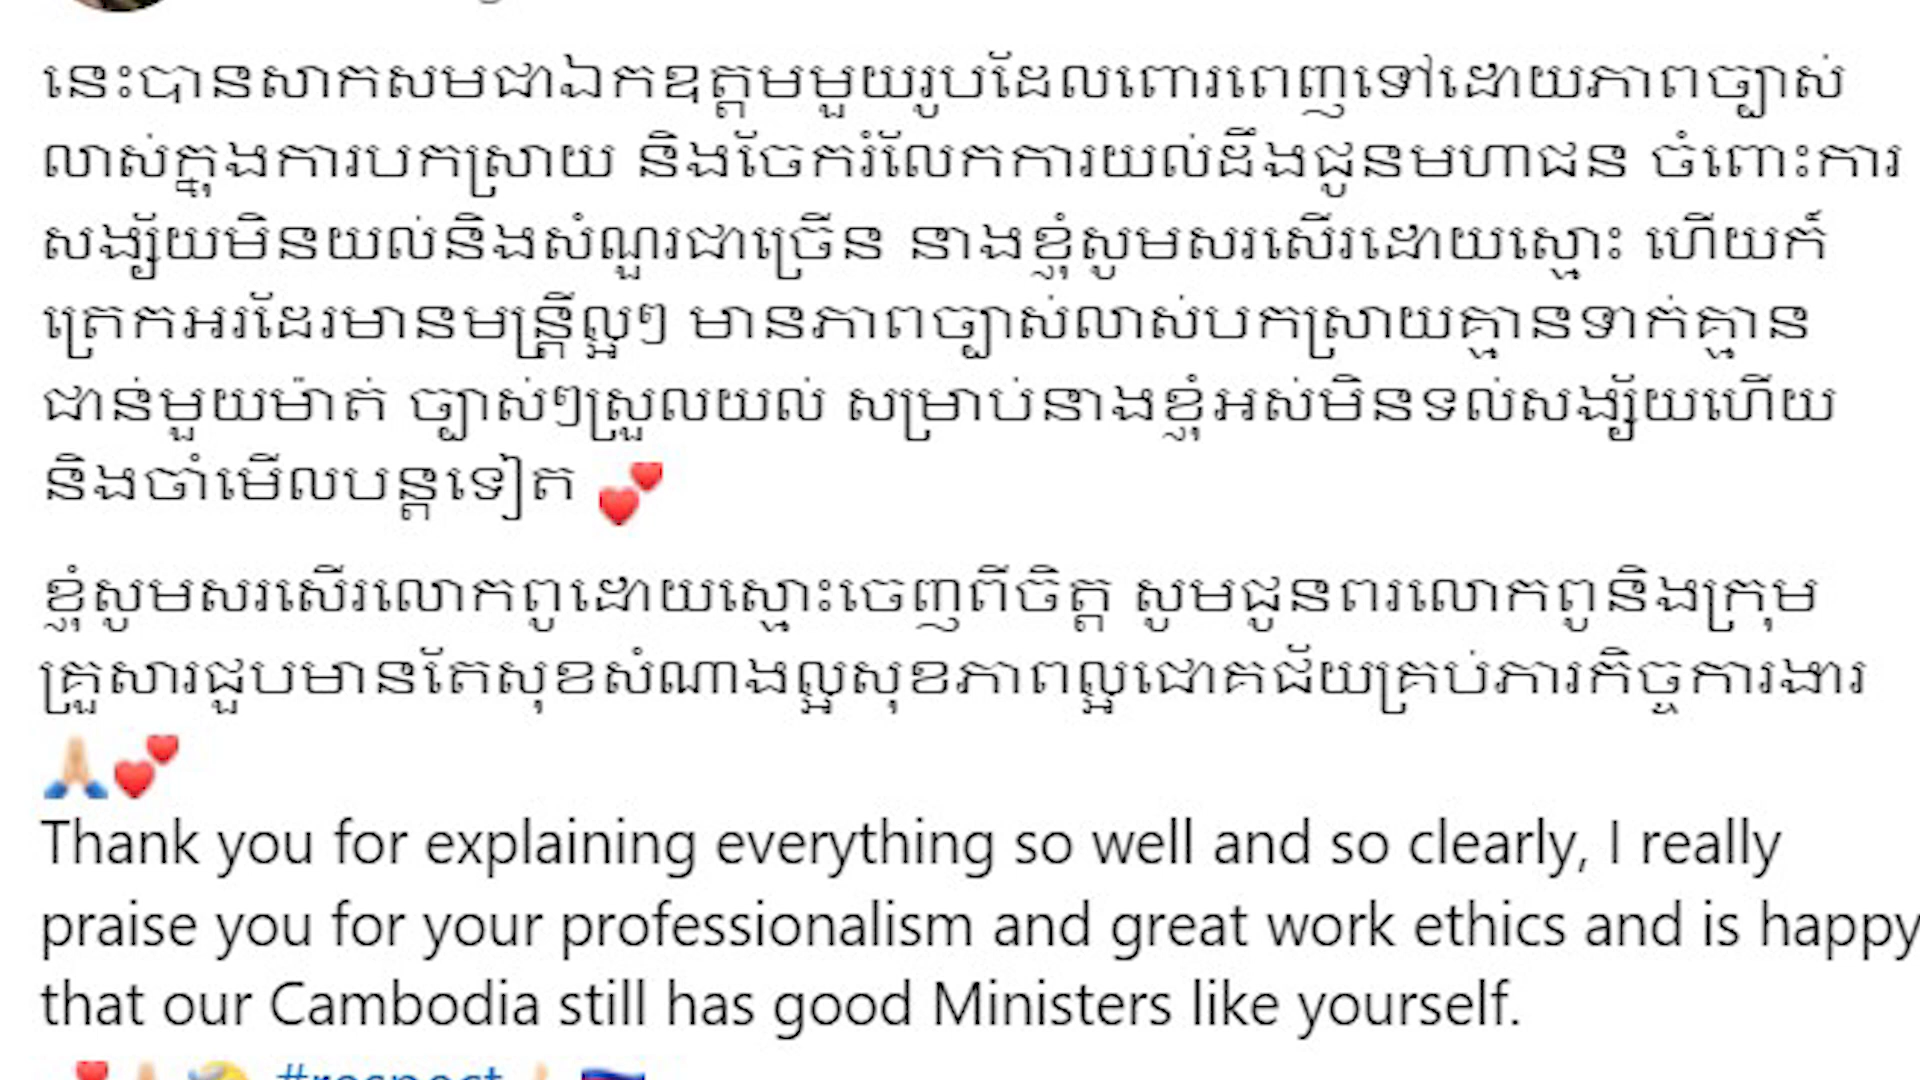 នេះបានសាកសមជាឯកឧត្តមមួយរូបដែលពោរពេញទៅដោយភាពច្បាស់
លាស់ក្នុងការបកស្រាយ និងចែករំលែកការយល់ដឹងជូនមហាជន ចំពោះការ
សង្ស័យមិនយល់និងសំណួរជាច្រើន នាងខ្ញុំសូមសរសើរដោយស្មោះ ហើយក៏
ត្រេកអរដែរមានមន្ត្រីល្អៗ មានភាពច្បាស់លាស់បកស្រាយគ្មានទាក់គ្មាន
ជាន់មួយម៉ាត់ ច្បាស់ៗស្រួលយល់ សម្រាប់នាងខ្ញុំអស់មិនទល់សង្ស័យហើយ
និងចាំមើលបន្តទៀត 💕
ខ្ញុំសូមសរសើរលោកពូដោយស្មោះចេញពីចិត្ត សូមជូនពរលោកពូនិងក្រុម
គ្រួសារជួបមានតែសុខសំណាងល្អសុខភាពល្អជោគជ័យគ្រប់ភារកិច្ចការងារ
🙏🏻💕
Thank you for explaining everything so well and so clearly, I really
praise you for your professionalism and great work ethics and is happy
that our Cambodia still has good Ministers like yourself.
#respect